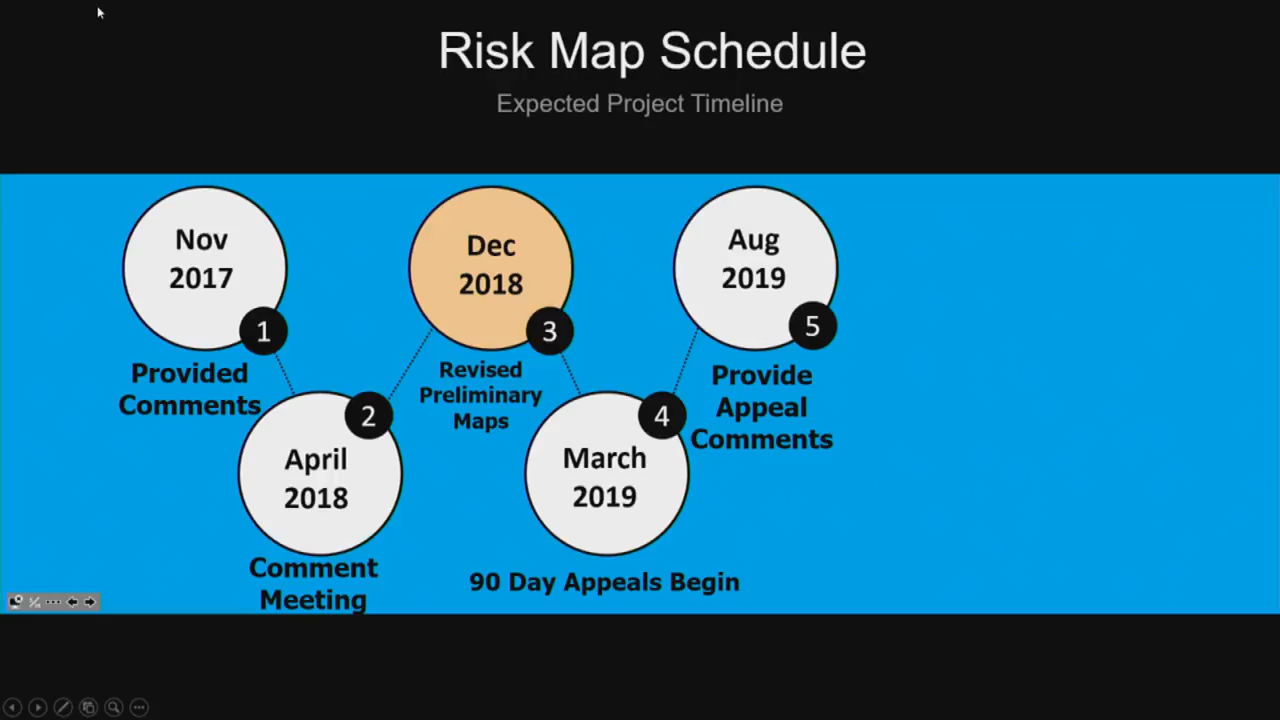 Risk Map Schedule
Expected Project Timeline
Nov
2017
1
Provided
Comments
April
2018
2
Comment
Meeting
Dec
2018
3
Revised
Preliminary
Maps
March
2019
4
90 Day Appeals Begin
Aug
2019
5
Provide
Appeal
Comments